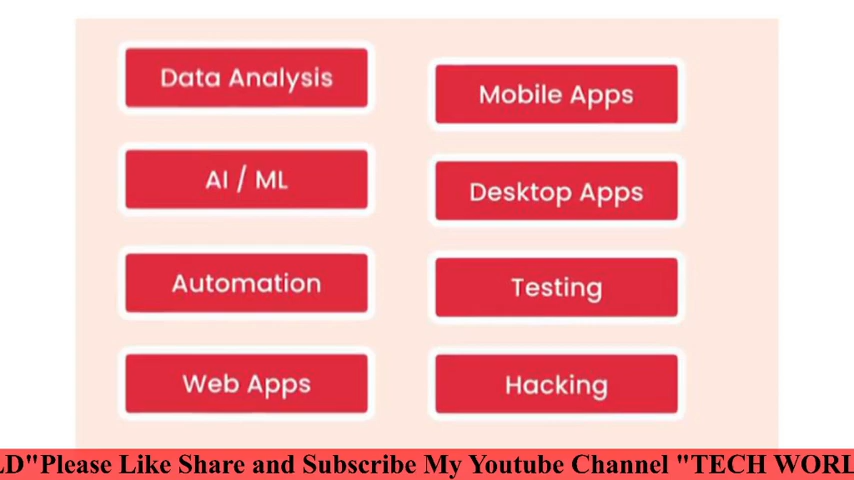 Data Analysis
AI / ML
Automation
Web Apps
Mobile Apps
Desktop Apps
Testing
Hacking
LD"Please Like Share and Subscribe My Youtube Channel "TECH WORL